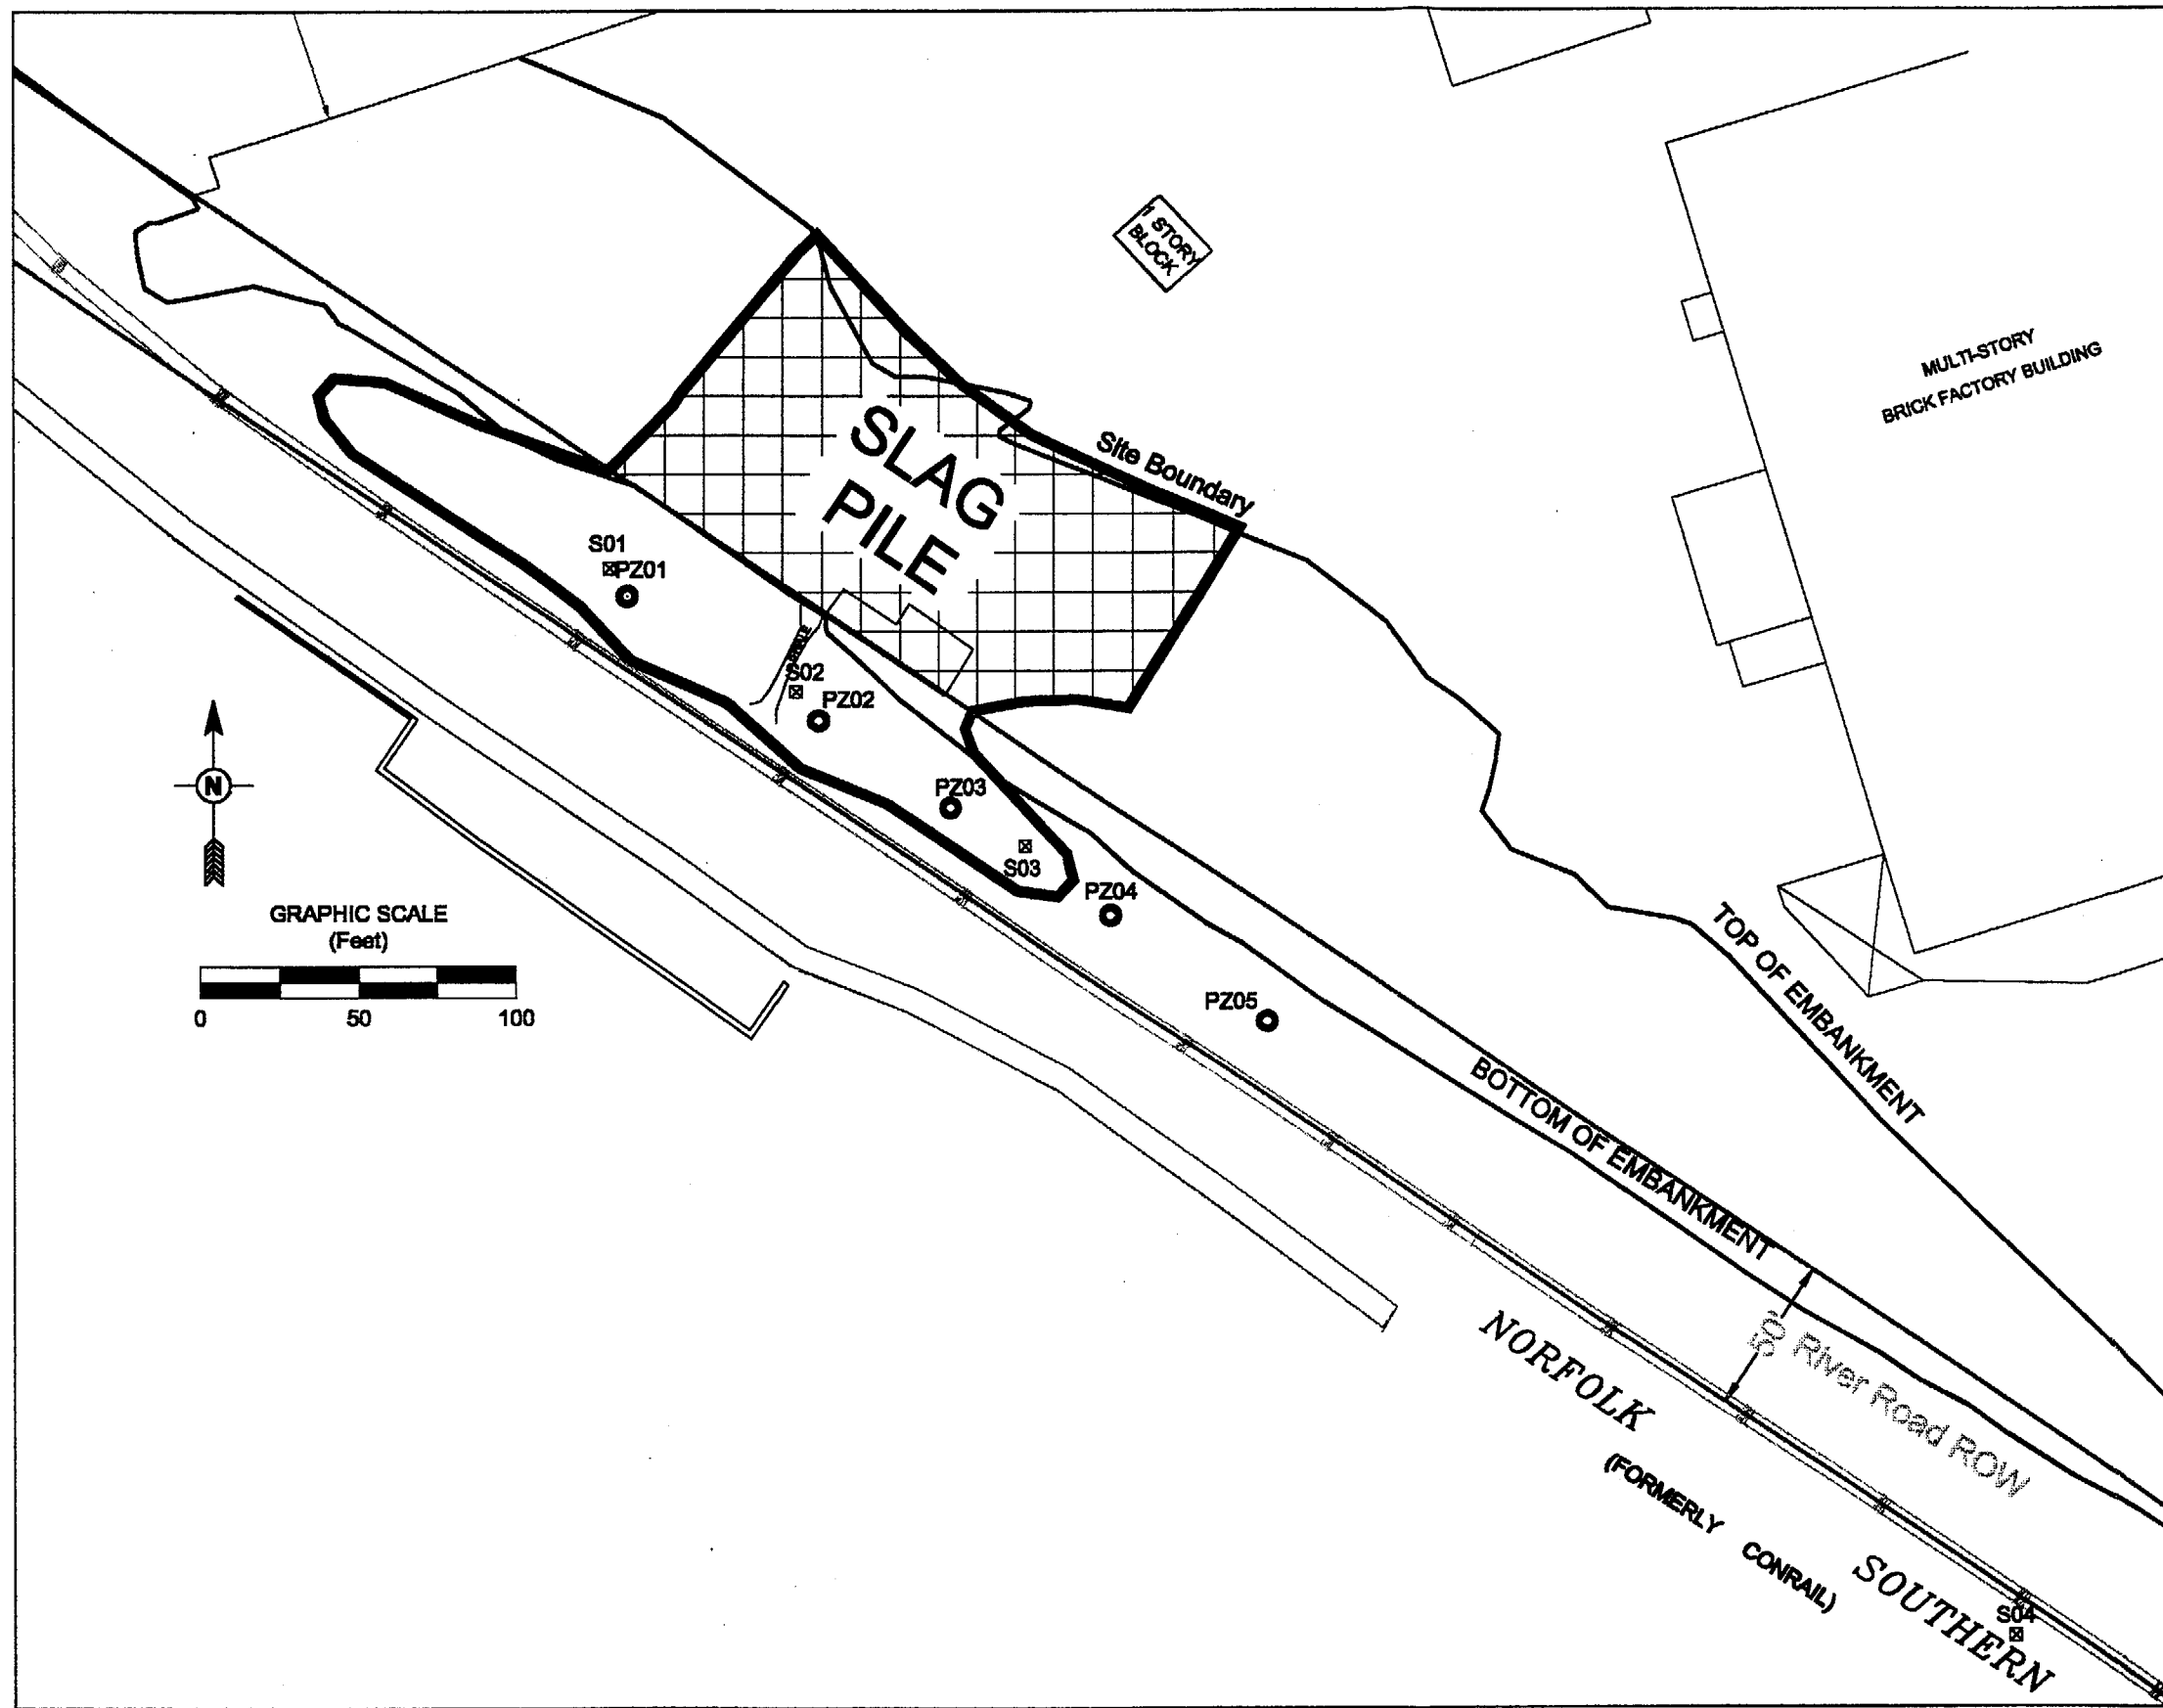 1 STORY
BLOCK
MULTI-STORY
BRICK FACTORY BUILDING
SLAG
PILE
Site Boundary
S01
PZ01
S02
PZ02
PZ03
S03
PZ04
PZ05
N
GRAPHIC SCALE
(Feet)
0 50 100
TOP OF EMBANKMENT
BOTTOM OF EMBANKMENT
River Road ROW
NORFOLK SOUTHERN
(FORMERLY CONRAIL)
S04